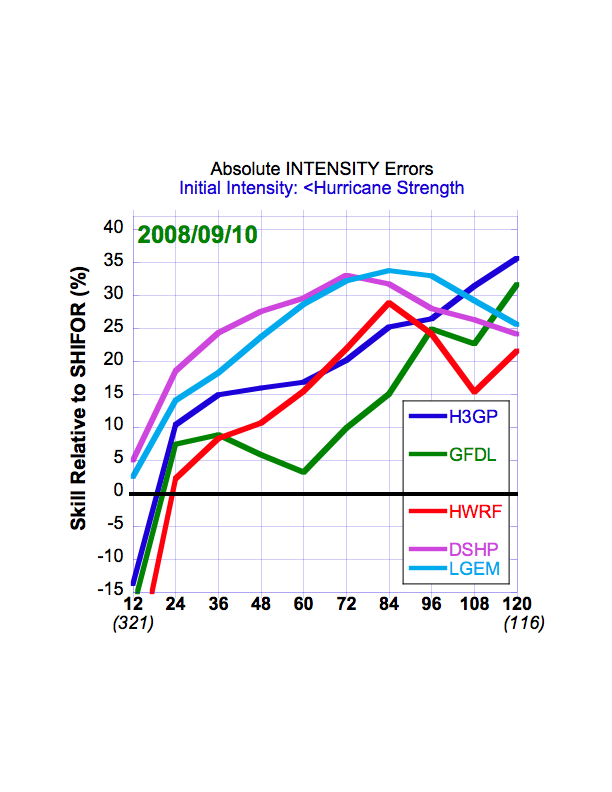 Absolute INTENSITY Errors
Initial Intensity: <Hurricane Strength
2008/09/10
Skill Relative to SHIFOR (%)
40
35
30
25
20
15
10
5
0
-5
-10
-15
H3GP
GFDL
HWRF
DSHP
LGEM
12 24 36 48 60 72 84 96 108 120
(321) (116)